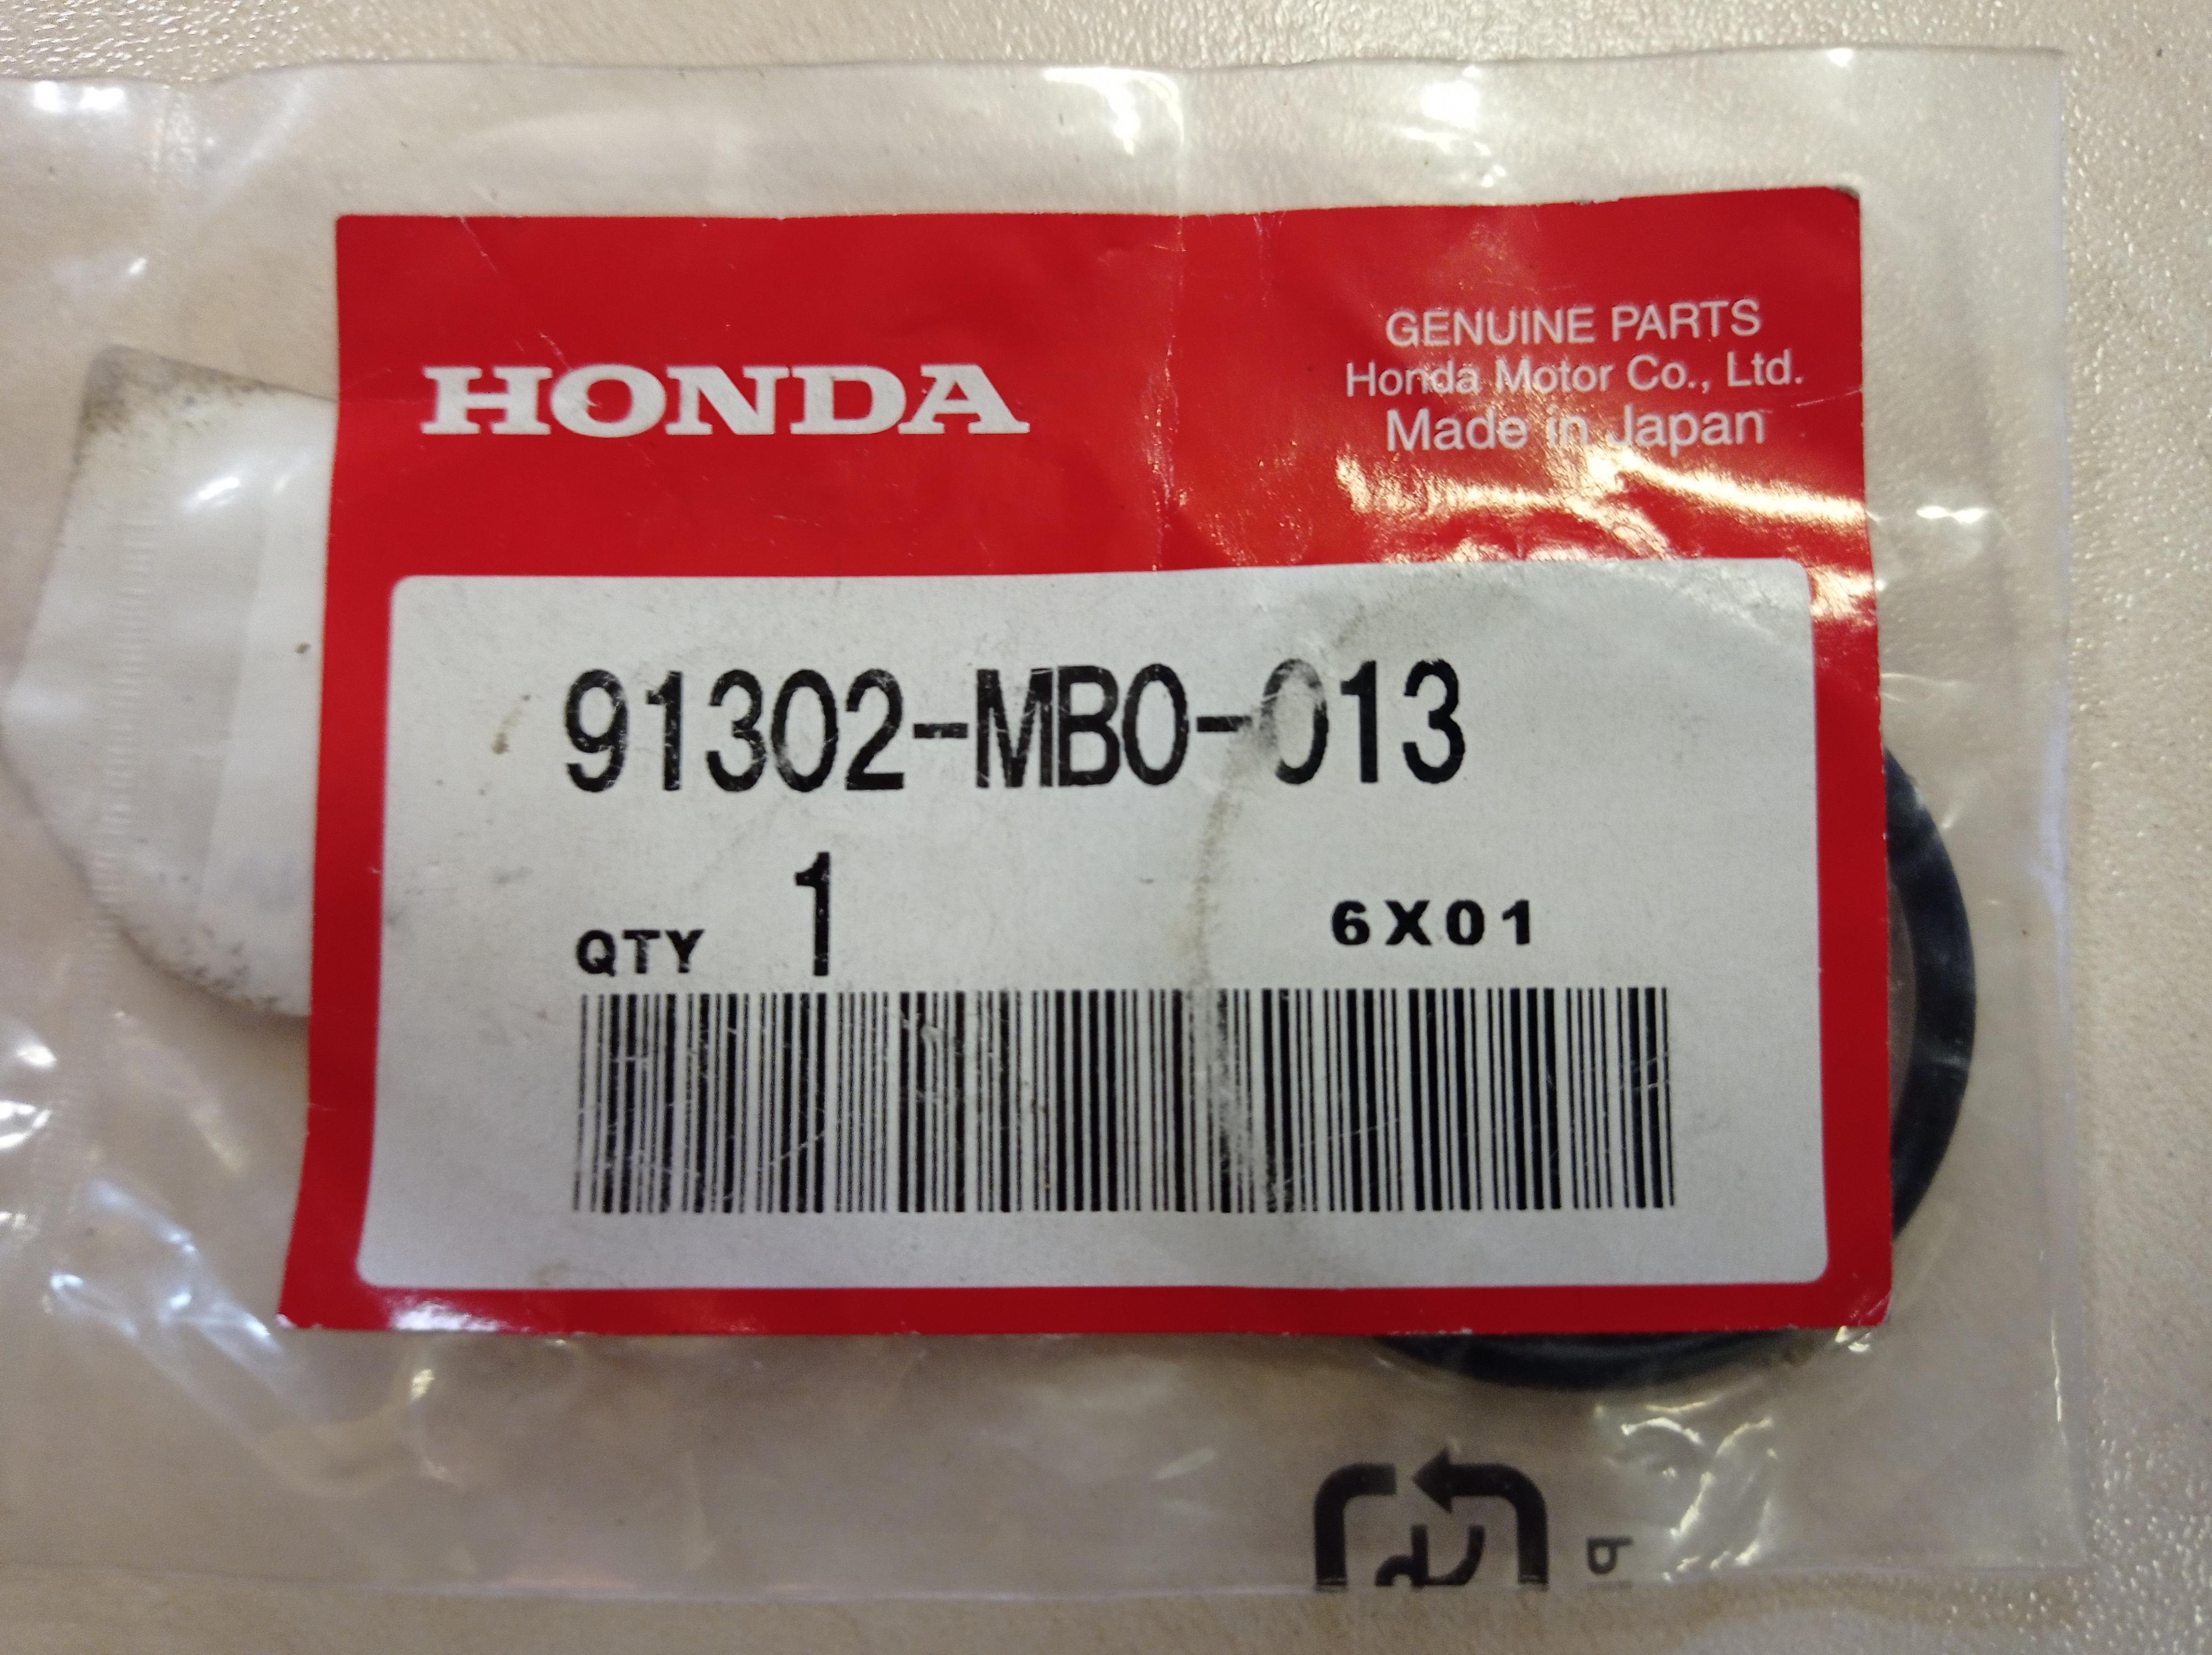 HONDA
GENUINE PARTS
Honda Motor Co., Ltd.
Made in Japan
91302-MB0-013
QTY 1
6X01